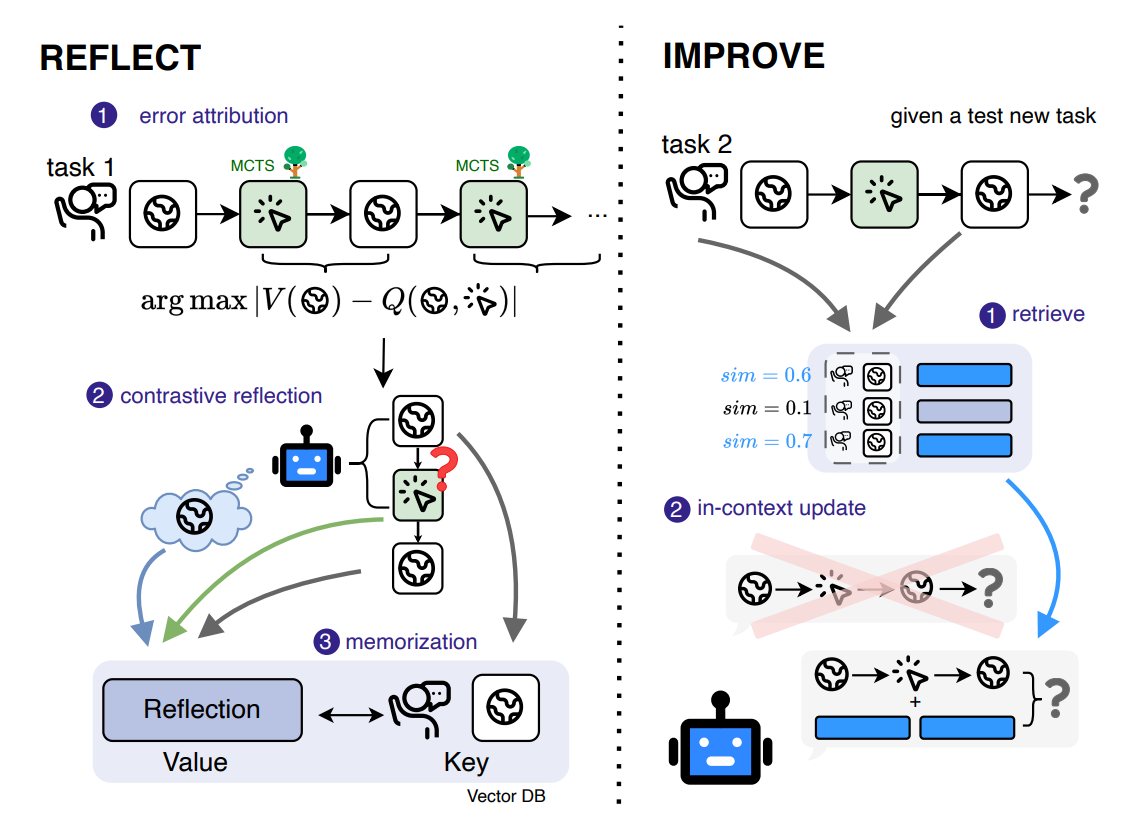 REFLECT
1 error attribution
task 1
MCTS
MCTS
...
arg max |V( ) − Q( , )|
2 contrastive reflection
?
3 memorization
Reflection
Value
Key
Vector DB
IMPROVE
given a test new task
task 2
?
1 retrieve
sim = 0.6
sim = 0.1
sim = 0.7
2 in-context update
?
+
?